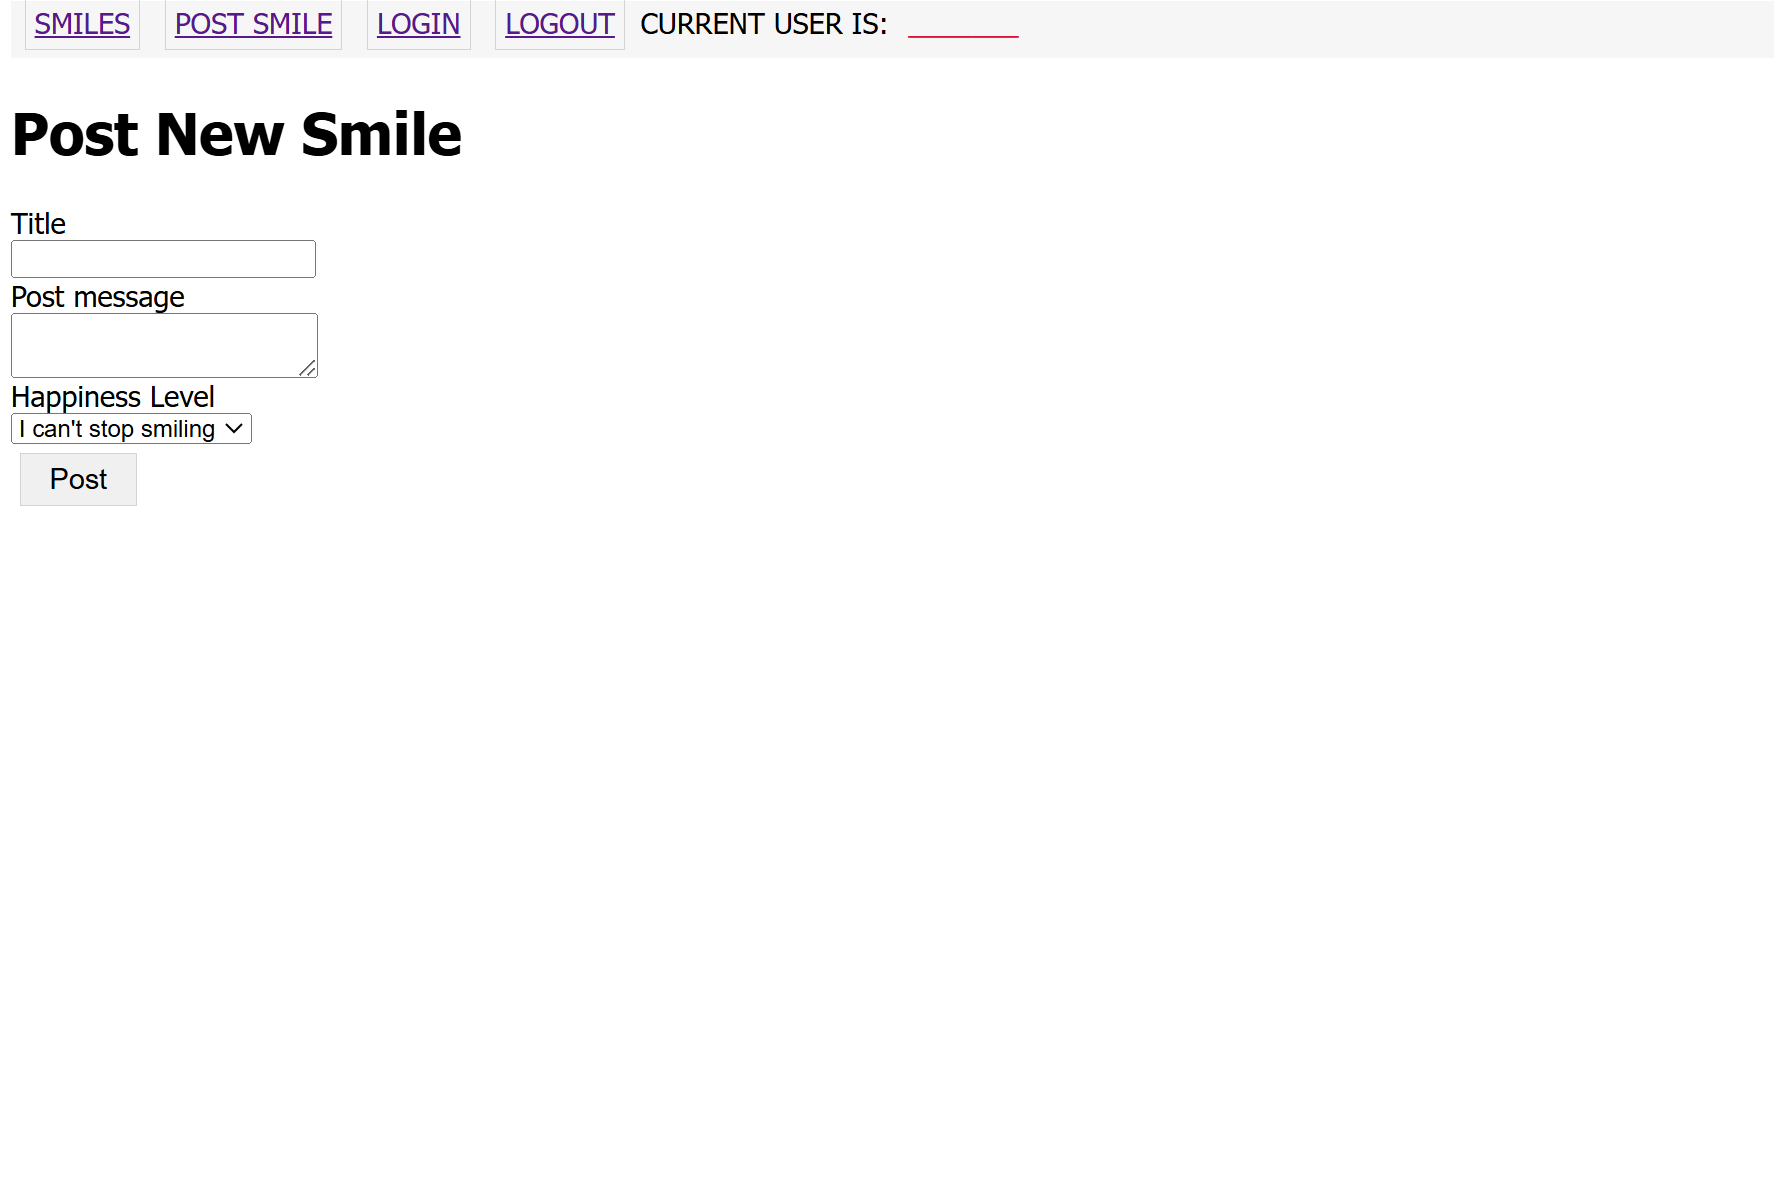 SMILES POST SMILE LOGIN LOGOUT CURRENT USER IS: ________
Post New Smile
Title
Post message
Happiness Level
I can't stop smiling
Post